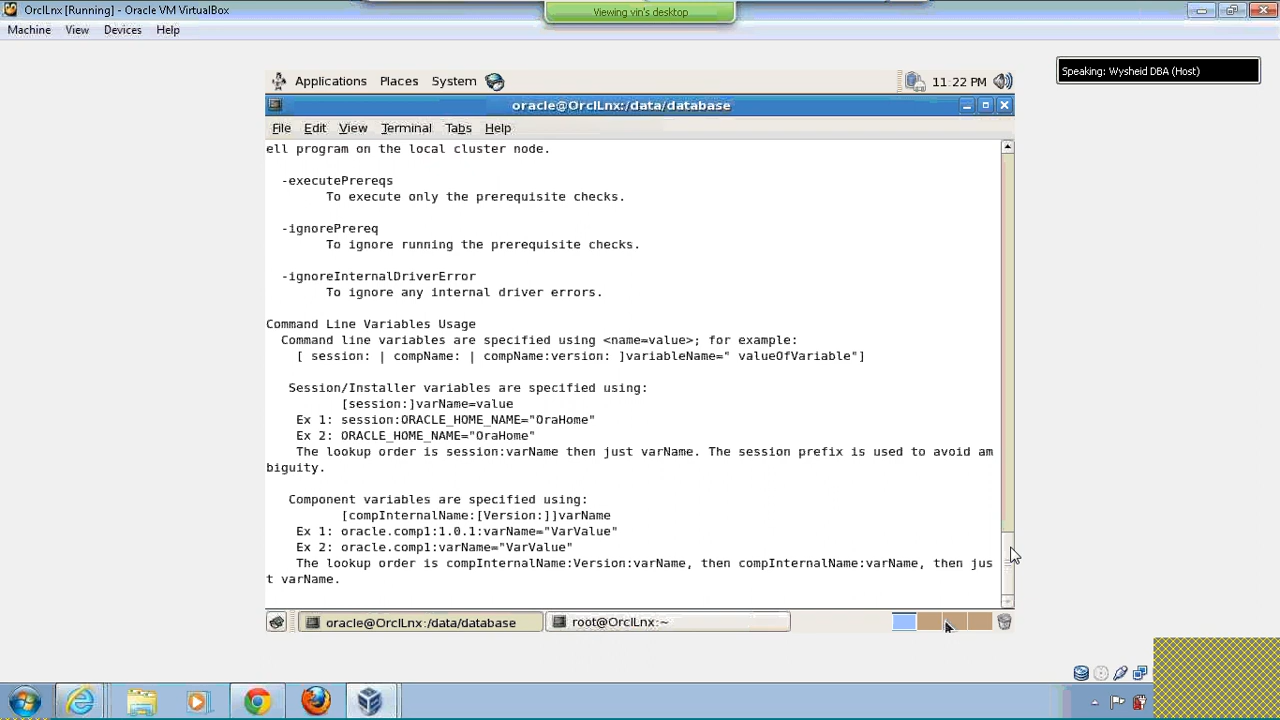 OrclLnx [Running] - Oracle VM VirtualBox
Viewing vin's desktop
Machine View Devices Help
Speaking: Wysheid DBA (Host)
Applications Places System 11:22 PM
oracle@OrclLnx:/data/database
File Edit View Terminal Tabs Help
ell program on the local cluster node.
-executePrereqs
To execute only the prerequisite checks.
-ignorePrereq
To ignore running the prerequisite checks.
-ignoreInternalDriverError
To ignore any internal driver errors.
Command Line Variables Usage
Command line variables are specified using <name=value>; for example:
[ session: | compName: | compName:version: ]variableName=" valueOfVariable"]
Session/Installer variables are specified using:
[session:]varName=value
Ex 1: session:ORACLE_HOME_NAME="OraHome"
Ex 2: ORACLE_HOME_NAME="OraHome"
The lookup order is session:varName then just varName. The session prefix is used to avoid am
biguity.
Component variables are specified using:
[compInternalName:[Version:]]varName
Ex 1: oracle.comp1:1.0.1:varName="VarValue"
Ex 2: oracle.comp1:varName="VarValue"
The lookup order is compInternalName:Version:varName, then compInternalName:varName, then jus
t varName.
oracle@OrclLnx:/data/database root@OrclLnx:~